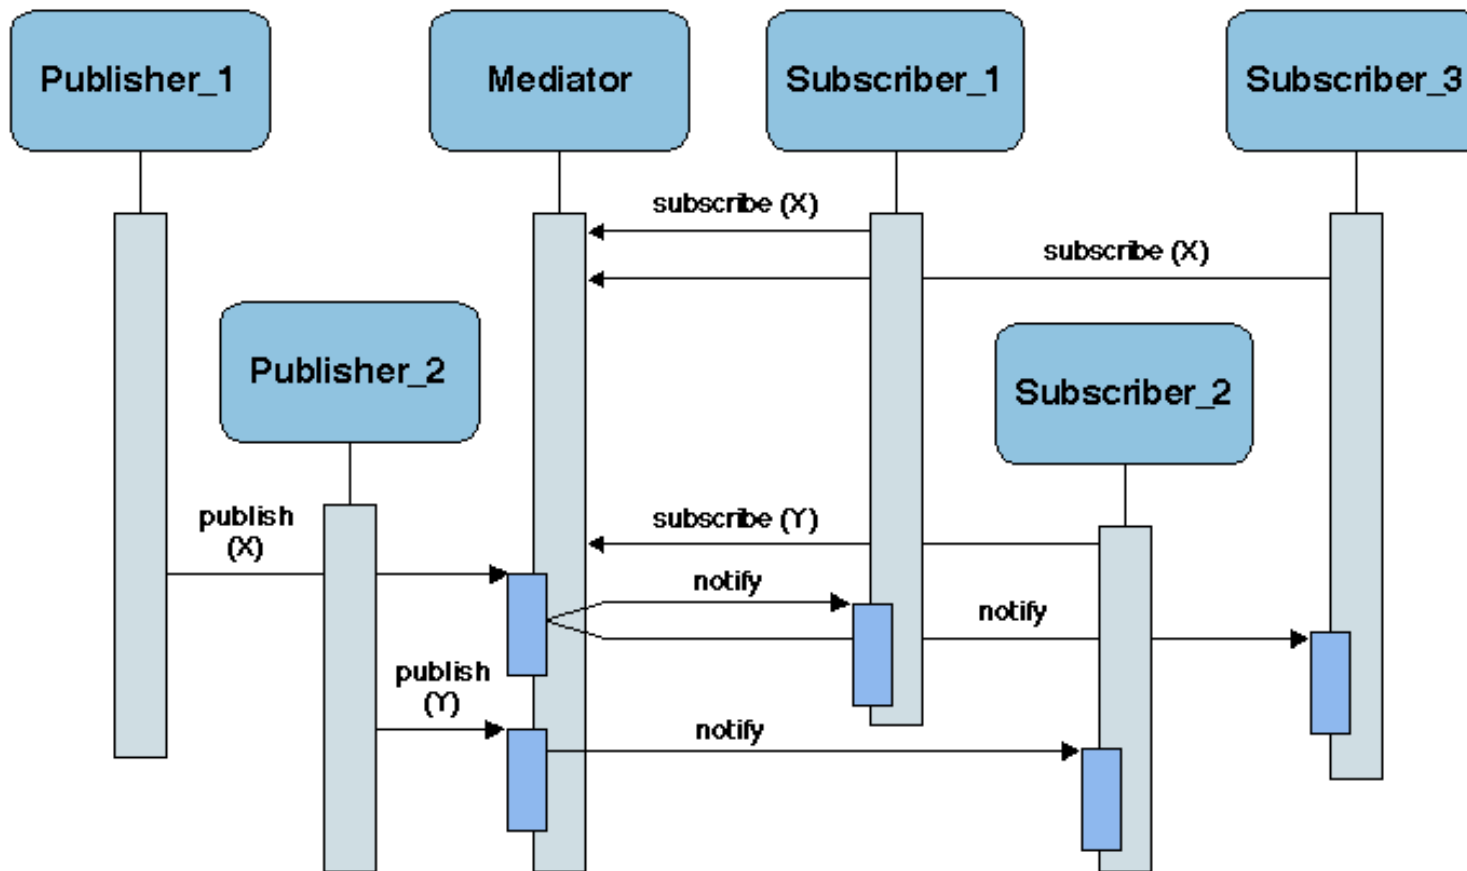 Publisher_1
Mediator
Subscriber_1
Subscriber_3
subscribe (X)
subscribe (X)
Publisher_2
Subscriber_2
publish
(X)
subscribe (Y)
notify
notify
publish
(Y)
notify